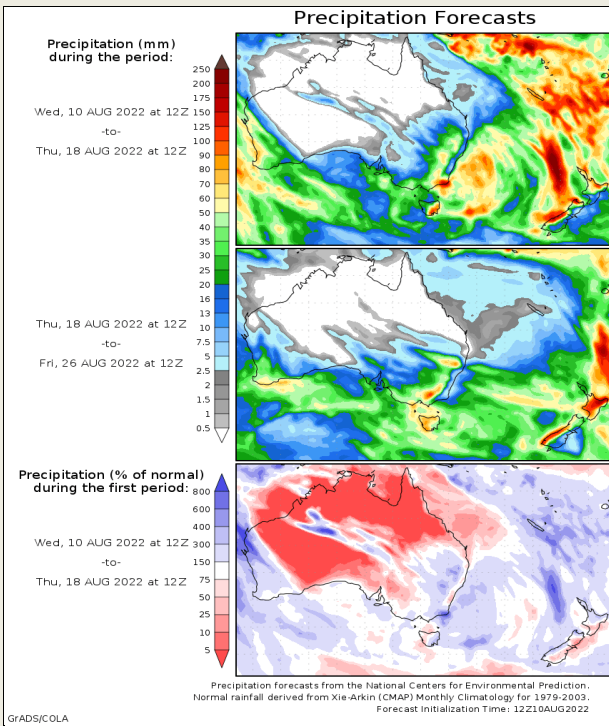 Precipitation Forecasts
Precipitation (mm)
during the period:
Wed, 10 AUG 2022 at 12Z
-to-
Thu, 18 AUG 2022 at 12Z
250
200
175
150
125
100
90
80
70
60
50
40
35
30
25
20
16
13
10
7.5
5
2.5
2
1.5
1
0.5
Thu, 18 AUG 2022 at 12Z
-to-
Fri, 26 AUG 2022 at 12Z
Precipitation (% of normal)
during the first period:
Wed, 10 AUG 2022 at 12Z
-to-
Thu, 18 AUG 2022 at 12Z
800
600
400
300
150
75
50
25
10
5
Precipitation forecasts from the National Centers for Environmental Prediction.
Normal rainfall derived from Xie-Arkin (CMAP) Monthly Climatology for 1979-2003.
Forecast Initialization Time: 12Z10AUG2022
GrADS/COLA